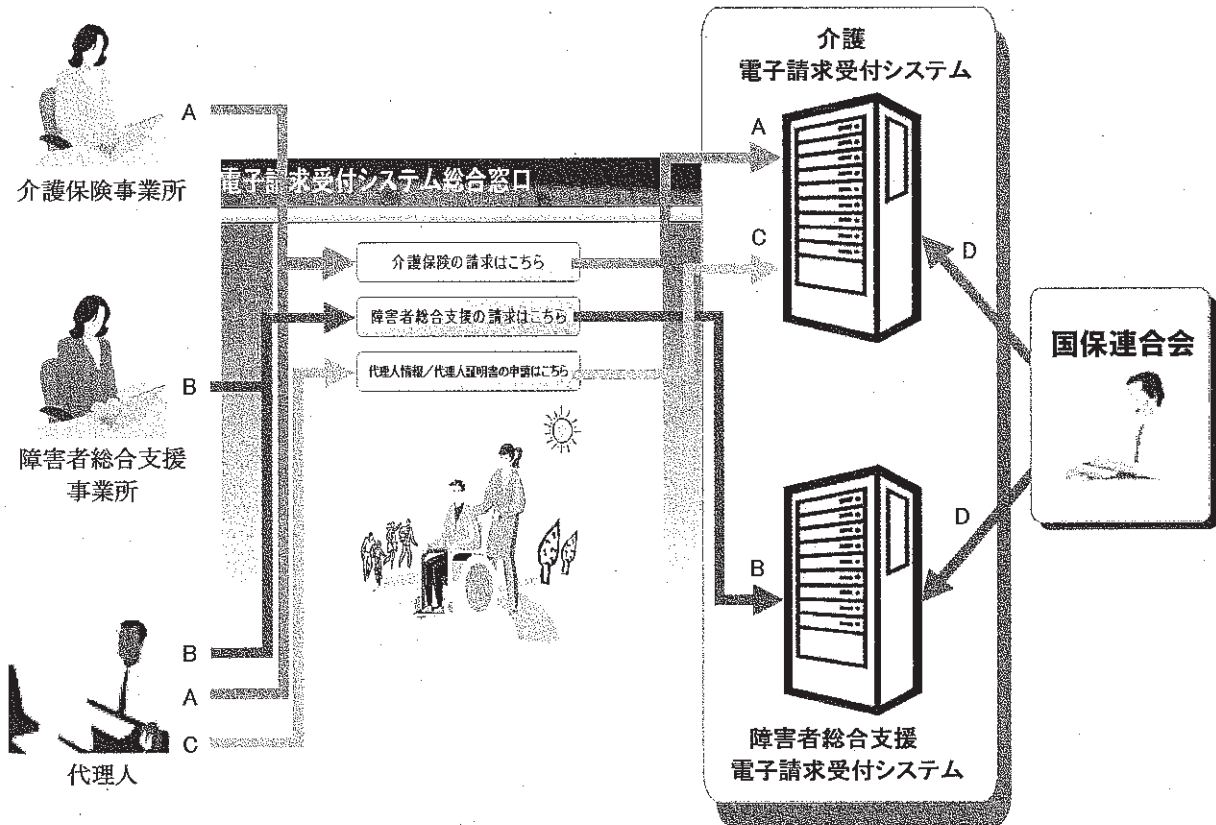 介護
電子請求受付システム
A
介護保険事業所
電子請求受付システム総合窓口
A
C
D
介護保険の請求はこちら
障害者総合支援の請求はこちら
代理人情報/代理人証明書の申請はこちら
国保連合会
B
障害者総合支援
事業所
D
B
B
A
C
代理人
障害者総合支援
電子請求受付システム